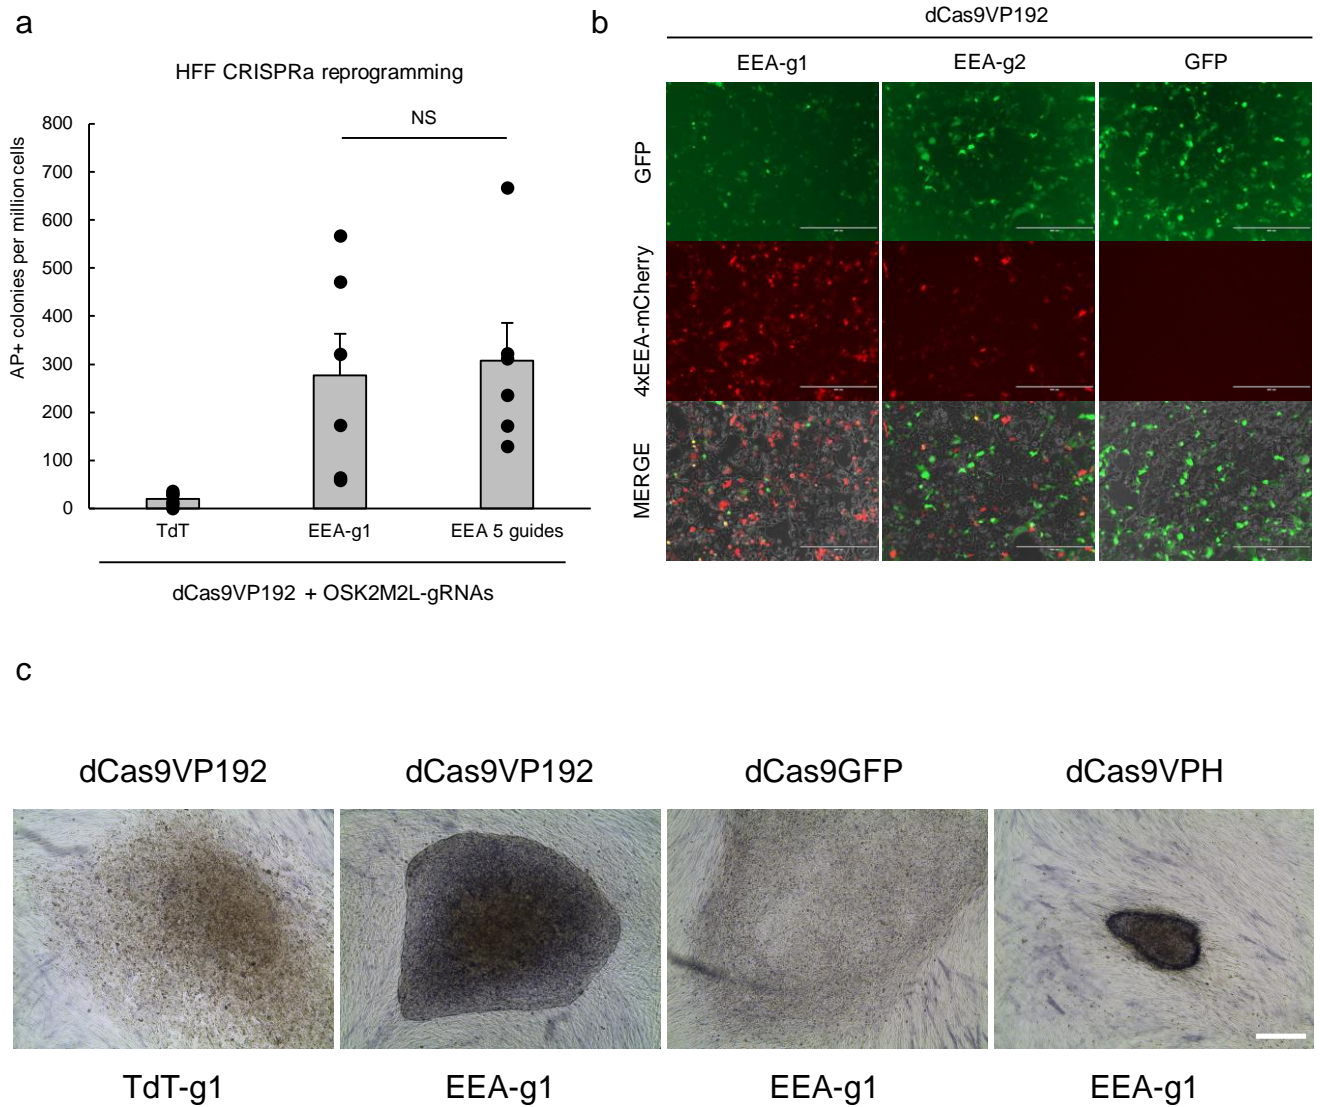 a
HFF CRISPRa reprogramming
NS
AP+ colonies per million cells
800
700
600
500
400
300
200
100
0
TdT
EEA-g1
EEA 5 guides
dCas9VP192 + OSK2M2L-gRNAs
b
dCas9VP192
EEA-g1
EEA-g2
GFP
GFP
4xEEA-mCherry
MERGE
c
dCas9VP192
dCas9VP192
dCas9GFP
dCas9VPH
TdT-g1
EEA-g1
EEA-g1
EEA-g1